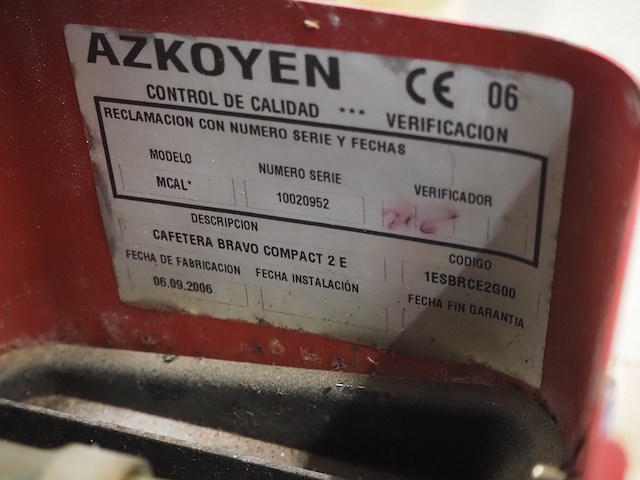 AZKOYEN CE 06
CONTROL DE CALIDAD *** VERIFICACION
RECLAMACION CON NUMERO SERIE Y FECHAS
MODELO NUMERO SERIE VERIFICADOR
MCAL* 10020952
DESCRIPCION CODIGO
CAFETERA BRAVO COMPACT 2 E 1ESBRCE2G00
FECHA DE FABRICACION FECHA INSTALACIÓN FECHA FIN GARANTIA
06.09.2006